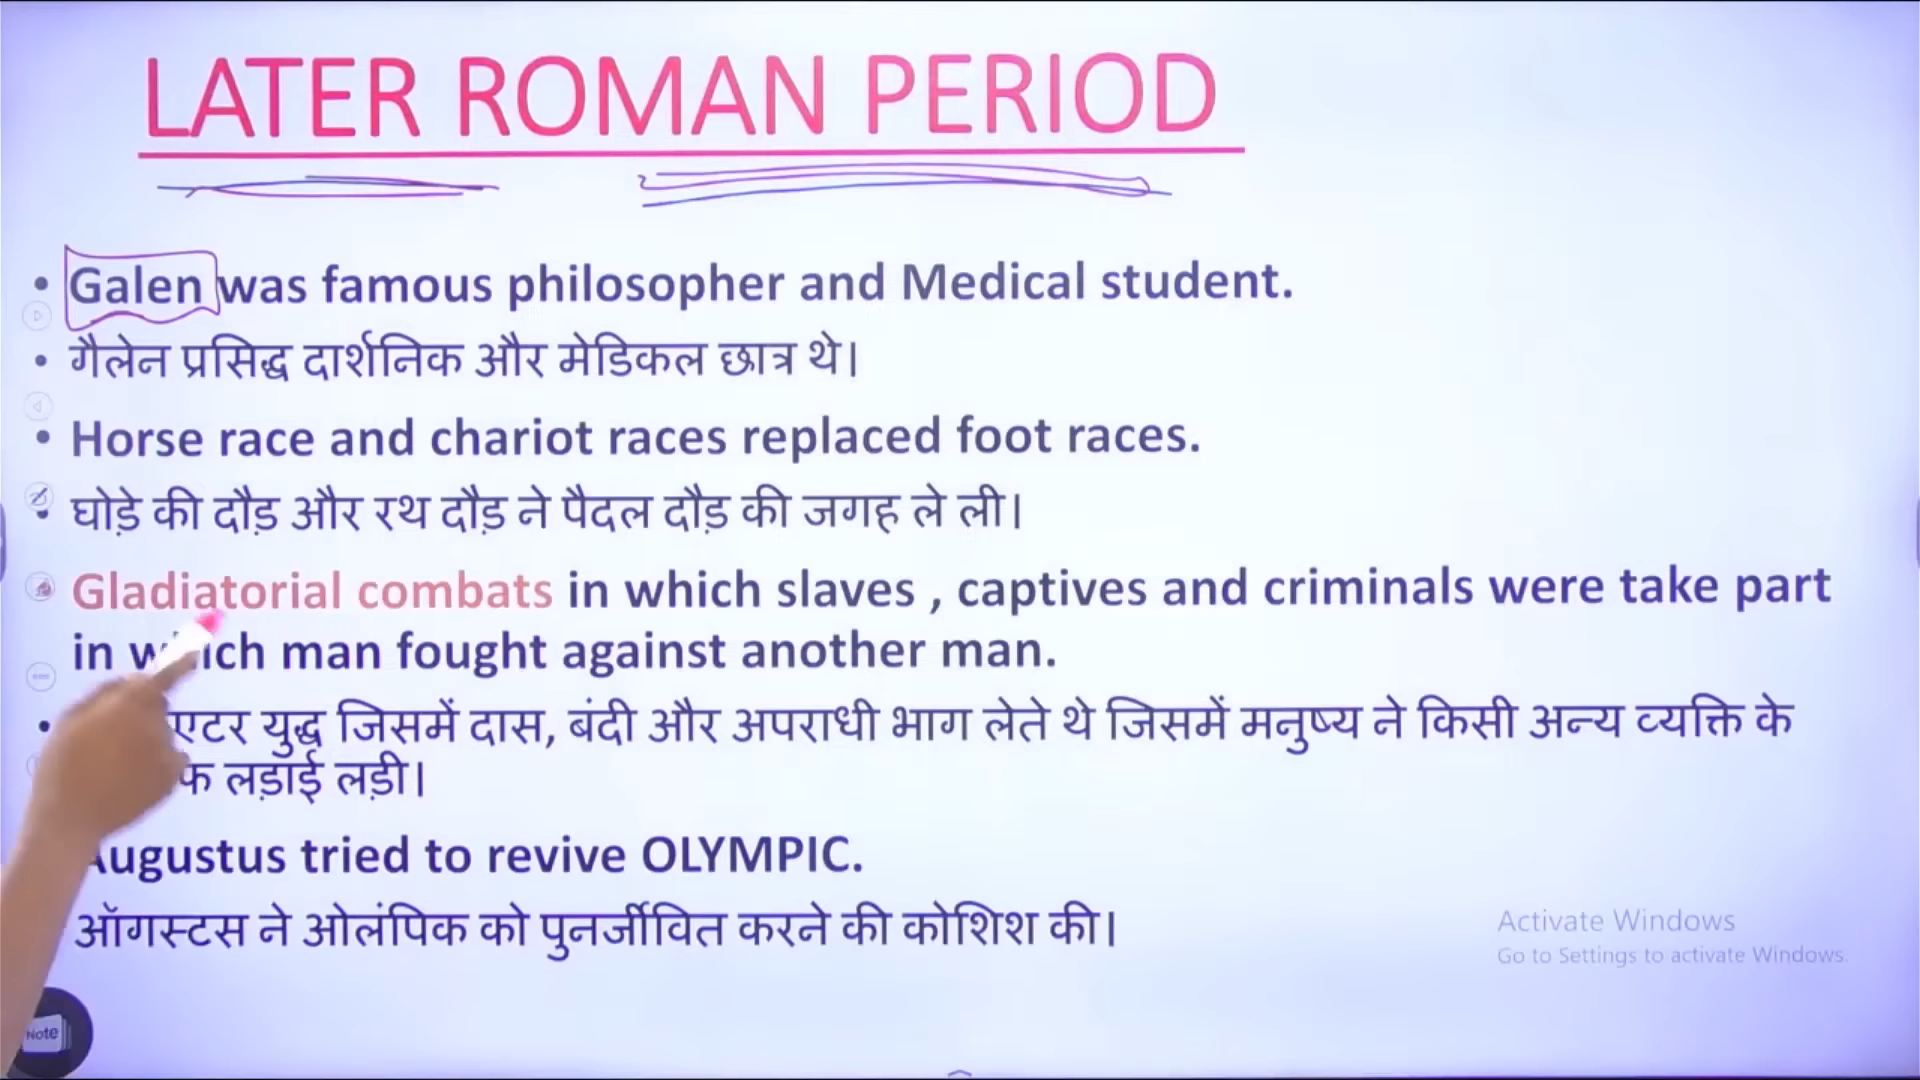 LATER ROMAN PERIOD
• Galen was famous philosopher and Medical student.
• गैलेन प्रसिद्ध दार्शनिक और मेडिकल छात्र थे।
• Horse race and chariot races replaced foot races.
• घोड़े की दौड़ और रथ दौड़ ने पैदल दौड़ की जगह ले ली।
Gladiatorial combats in which slaves , captives and criminals were take part
in which man fought against another man.
• युद्ध जिसमें दास, बंदी और अपराधी भाग लेते थे जिसमें मनुष्य ने किसी अन्य व्यक्ति के
लड़ाई लड़ी।
Augustus tried to revive OLYMPIC.
ऑगस्टस ने ओलंपिक को पुनर्जीवित करने की कोशिश की।
Activate Windows
Go to Settings to activate Windows.
Note